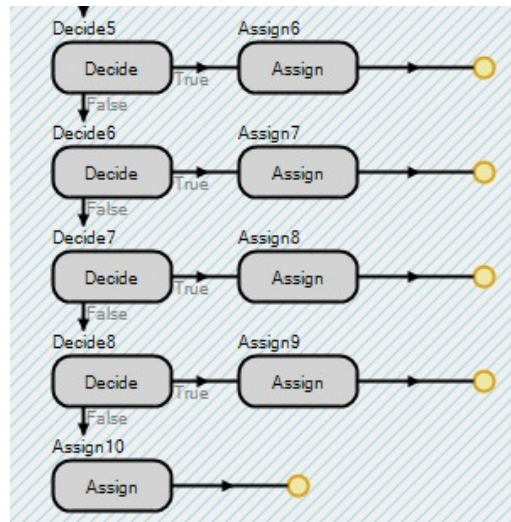 Decide5 Assign6
Decide Assign
True
False
Decide6 Assign7
Decide Assign
True
False
Decide7 Assign8
Decide Assign
True
False
Decide8 Assign9
Decide Assign
True
False
Assign10
Assign